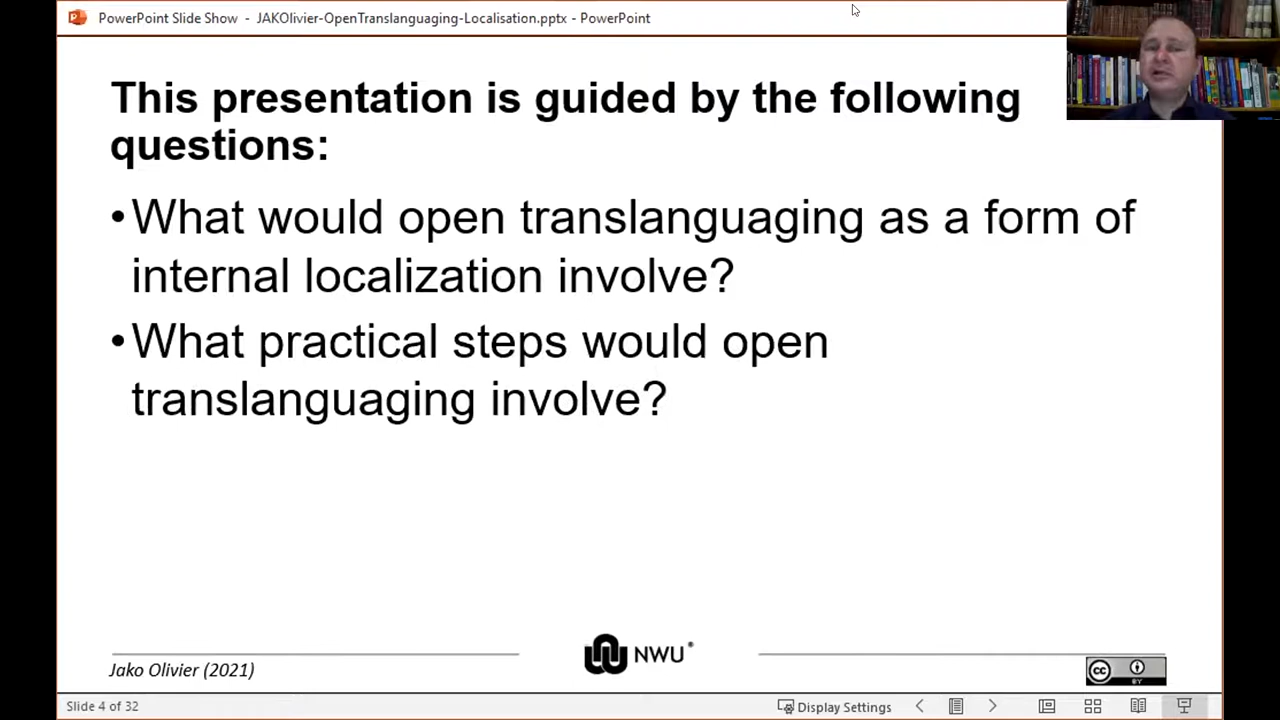 PowerPoint Slide Show - JAKOlivier-OpenTranslanguaging-Localisation.pptx - PowerPoint
This presentation is guided by the following
questions:
•What would open translanguaging as a form of
internal localization involve?
•What practical steps would open
translanguaging involve?
NWU®
Jako Olivier (2021)
cc
BY
Slide 4 of 32
Display Settings